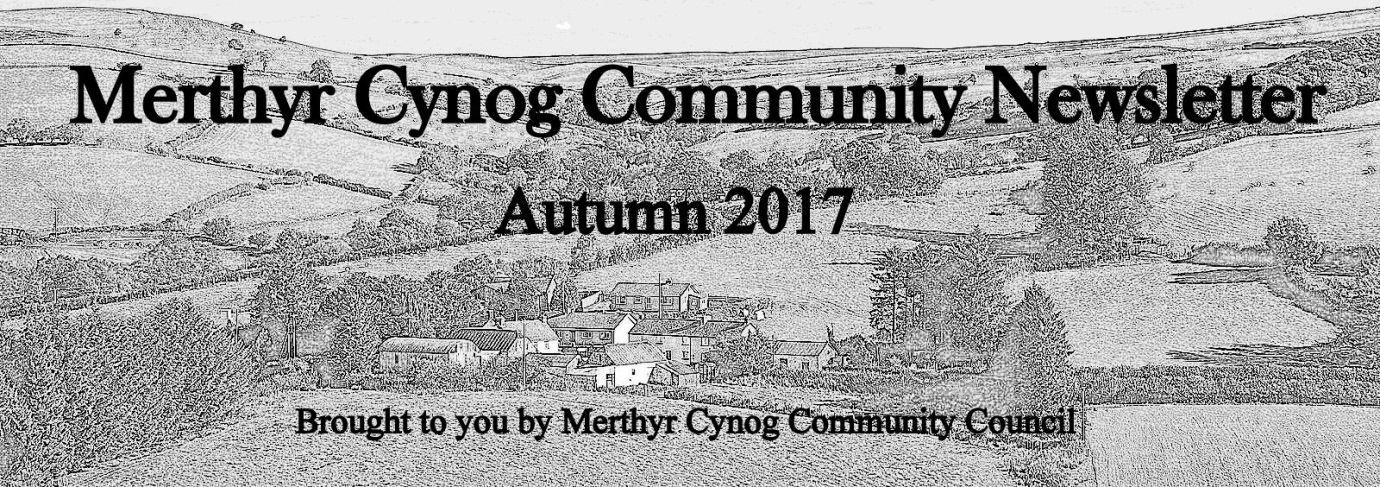 Merthyr Cynog Community Newsletter
Autumn 2017
Brought to you by Merthyr Cynog Community Council